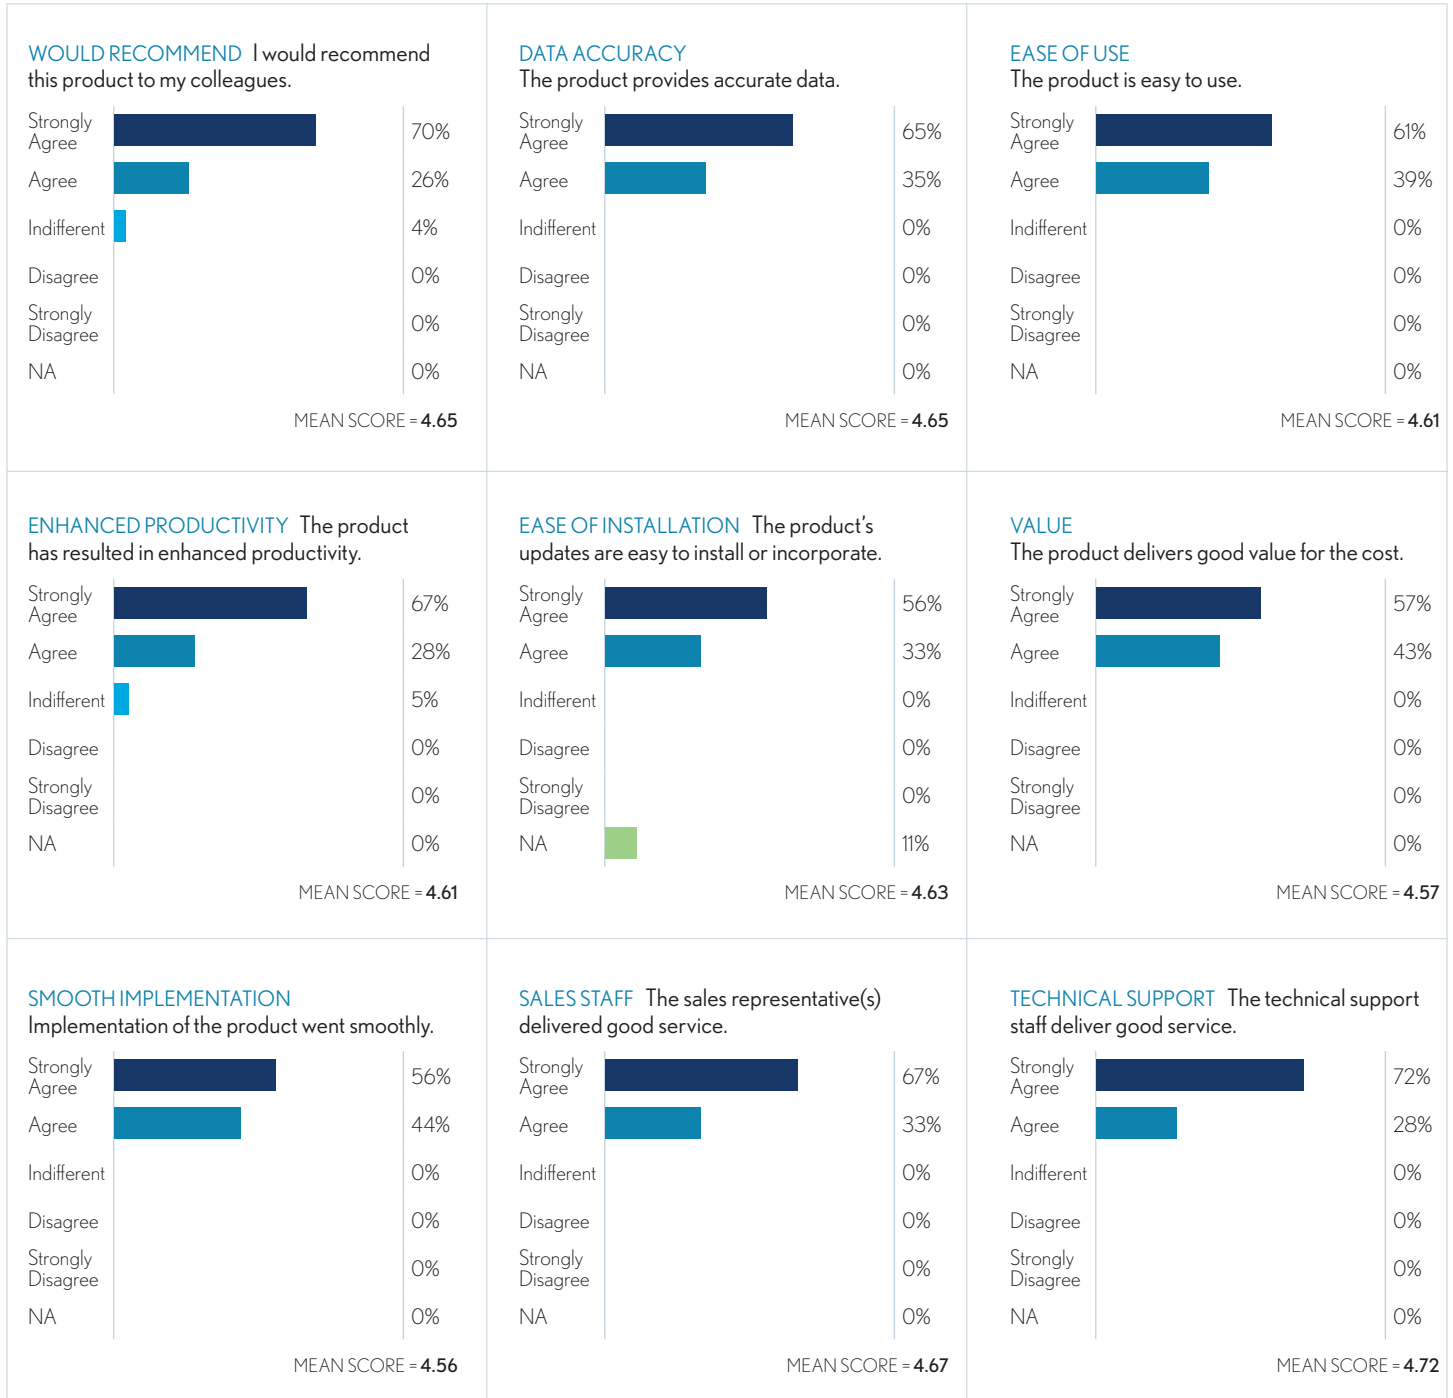 WOULD RECOMMEND I would recommend
this product to my colleagues.
Strongly
Agree
70%
Agree
26%
Indifferent
4%
Disagree
0%
Strongly
Disagree
0%
NA
0%
MEAN SCORE = 4.65
DATA ACCURACY
The product provides accurate data.
Strongly
Agree
65%
Agree
35%
Indifferent
0%
Disagree
0%
Strongly
Disagree
0%
NA
0%
MEAN SCORE = 4.65
EASE OF USE
The product is easy to use.
Strongly
Agree
61%
Agree
39%
Indifferent
0%
Disagree
0%
Strongly
Disagree
0%
NA
0%
MEAN SCORE = 4.61
ENHANCED PRODUCTIVITY The product
has resulted in enhanced productivity.
Strongly
Agree
67%
Agree
28%
Indifferent
5%
Disagree
0%
Strongly
Disagree
0%
NA
0%
MEAN SCORE = 4.61
EASE OF INSTALLATION The product's
updates are easy to install or incorporate.
Strongly
Agree
56%
Agree
33%
Indifferent
0%
Disagree
0%
Strongly
Disagree
0%
NA
11%
MEAN SCORE = 4.63
VALUE
The product delivers good value for the cost.
Strongly
Agree
57%
Agree
43%
Indifferent
0%
Disagree
0%
Strongly
Disagree
0%
NA
0%
MEAN SCORE = 4.57
SMOOTH IMPLEMENTATION
Implementation of the product went smoothly.
Strongly
Agree
56%
Agree
44%
Indifferent
0%
Disagree
0%
Strongly
Disagree
0%
NA
0%
MEAN SCORE = 4.56
SALES STAFF The sales representative(s)
delivered good service.
Strongly
Agree
67%
Agree
33%
Indifferent
0%
Disagree
0%
Strongly
Disagree
0%
NA
0%
MEAN SCORE = 4.67
TECHNICAL SUPPORT The technical support
staff deliver good service.
Strongly
Agree
72%
Agree
28%
Indifferent
0%
Disagree
0%
Strongly
Disagree
0%
NA
0%
MEAN SCORE = 4.72